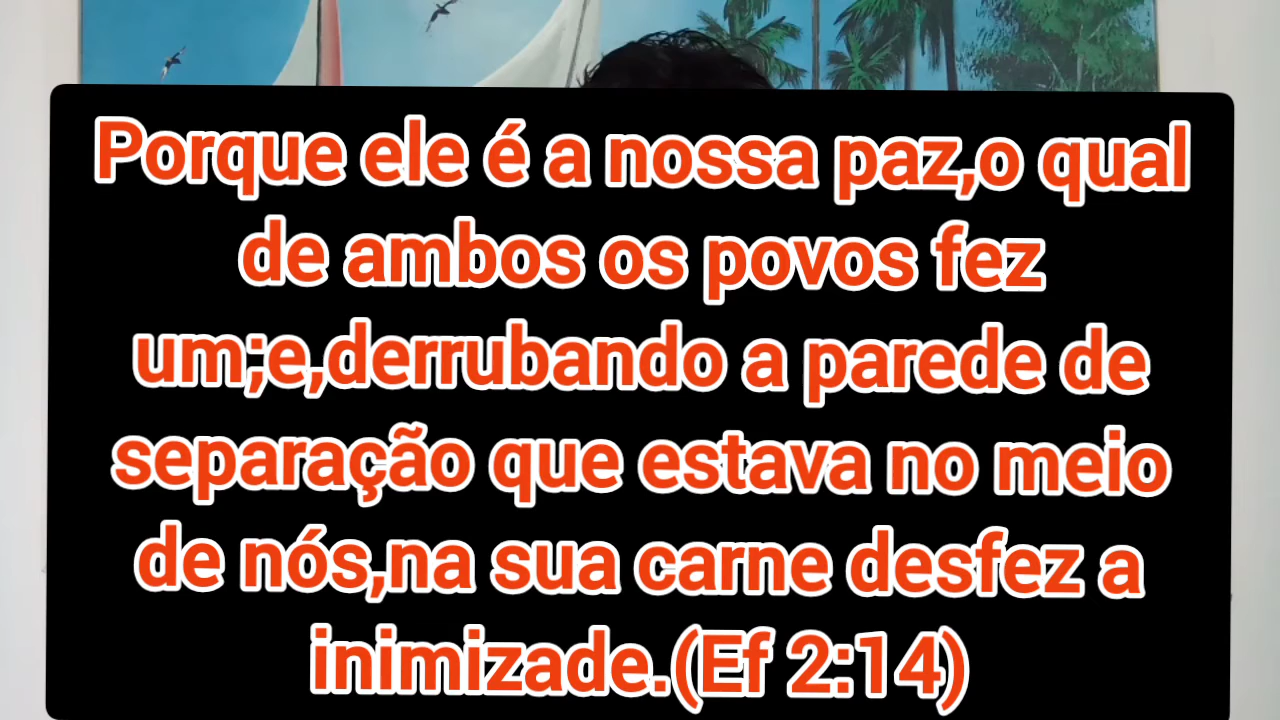 Porque ele é a nossa paz,o qual
de ambos os povos fez
um;e,derrubando a parede de
separação que estava no meio
de nós,na sua carne desfez a
inimizade.(Ef 2:14)